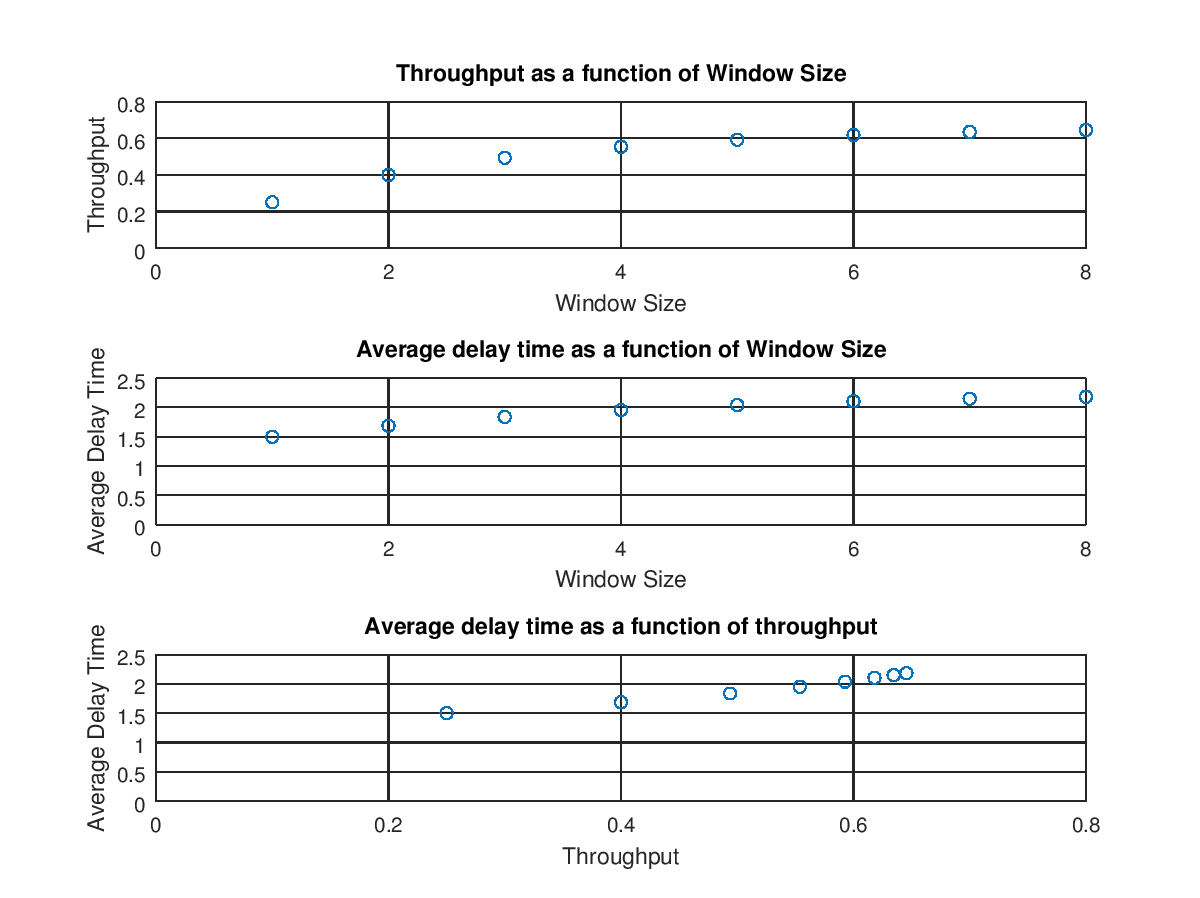 Throughput as a function of Window Size
Throughput
0.8
0.6
0.4
0.2
0
0 2 4 6 8
Window Size
Average delay time as a function of Window Size
Average Delay Time
2.5
2
1.5
1
0.5
0
0 2 4 6 8
Window Size
Average delay time as a function of throughput
Average Delay Time
2.5
2
1.5
1
0.5
0
0 0.2 0.4 0.6 0.8
Throughput